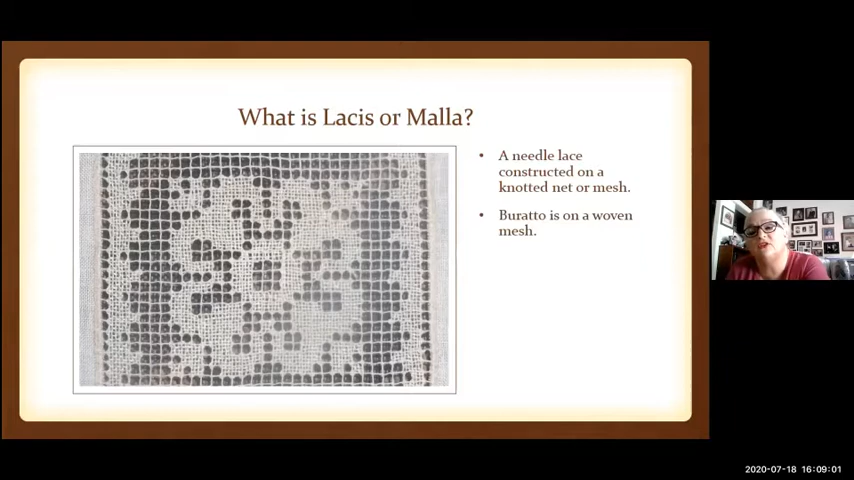 What is Lacis or Malla?
• A needle lace
constructed on a
knotted net or mesh.
• Buratto is on a woven
mesh.
2020-07-18 16:09:01